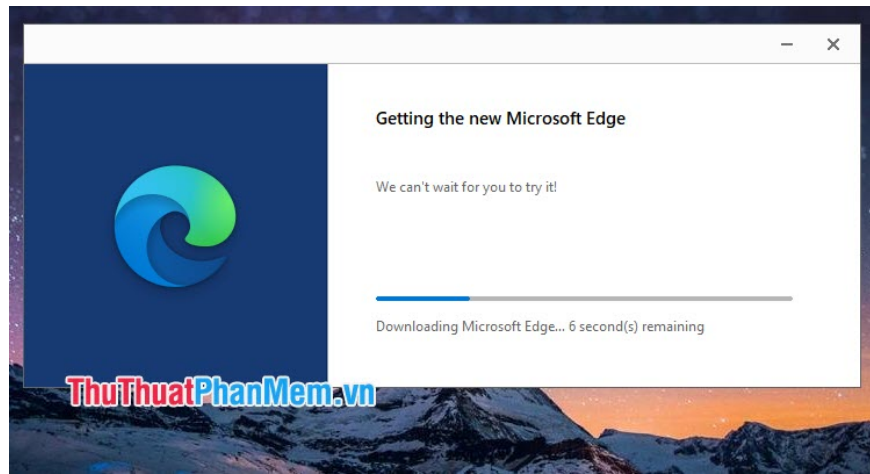 Getting the new Microsoft Edge
We can't wait for you to try it!
Downloading Microsoft Edge... 6 second(s) remaining
ThuThuatPhanMem.vn